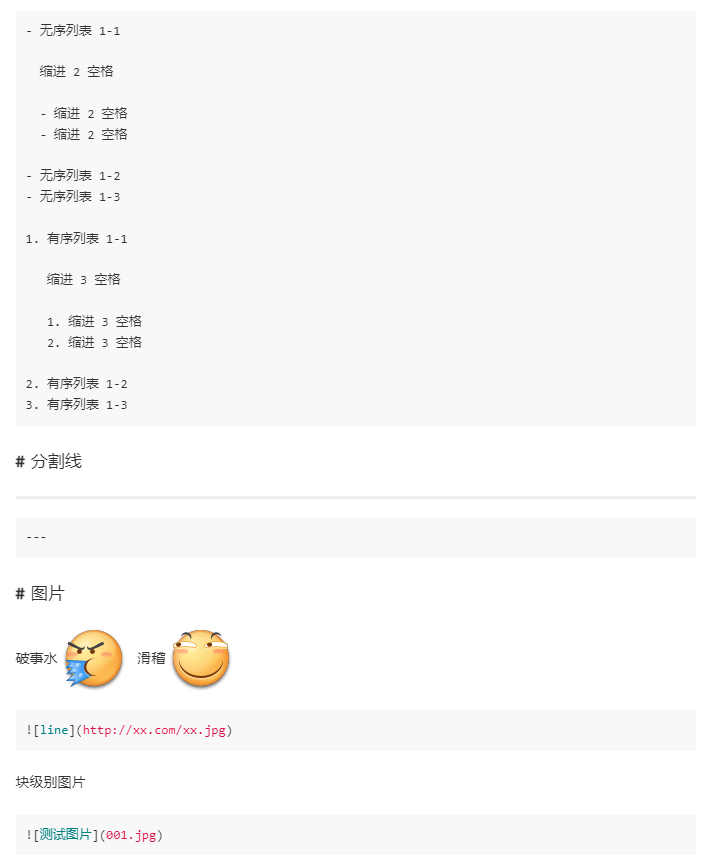 - 无序列表 1-1
缩进 2 空格
- 缩进 2 空格
- 缩进 2 空格
- 无序列表 1-2
- 无序列表 1-3
1. 有序列表 1-1
缩进 3 空格
1. 缩进 3 空格
2. 缩进 3 空格
2. 有序列表 1-2
3. 有序列表 1-3
# 分割线
---
# 图片
破事水 滑稽
![line](http://xx.com/xx.jpg)
块级别图片
![测试图片](001.jpg)